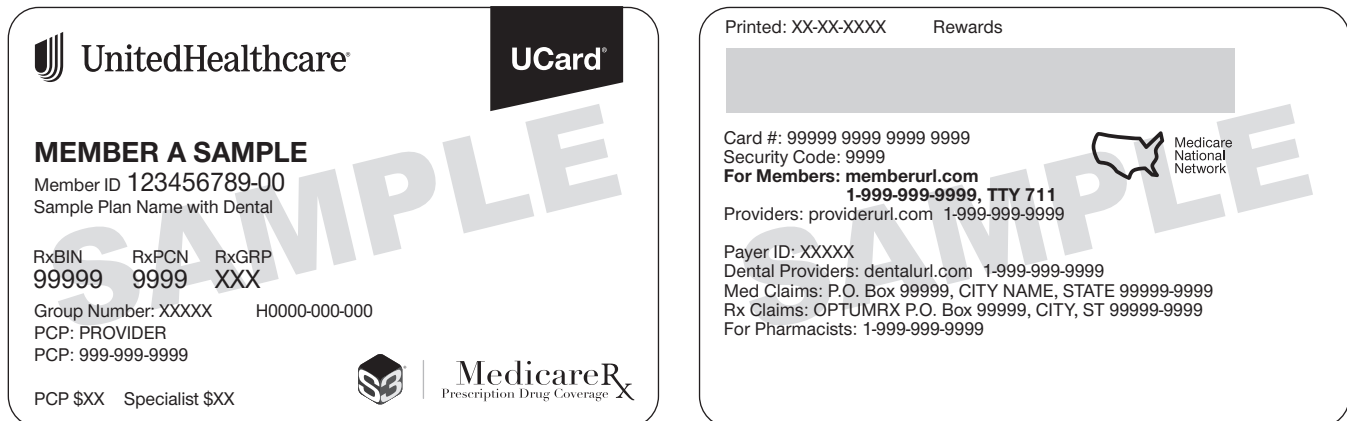 UnitedHealthcare®
UCard®
SAMPLE
MEMBER A SAMPLE
Member ID 123456789-00
Sample Plan Name with Dental
RxBIN RxPCN RxGRP
99999 9999 XXX
Group Number: XXXXX H0000-000-000
PCP: PROVIDER
PCP: 999-999-9999
PCP $XX Specialist $XX
S3
MedicareRx
Prescription Drug Coverage
Printed: XX-XX-XXXX Rewards
SAMPLE
Card #: 99999 9999 9999 9999
Security Code: 9999
For Members: memberurl.com
1-999-999-9999, TTY 711
Providers: providerurl.com 1-999-999-9999
Medicare
National
Network
Payer ID: XXXXX
Dental Providers: dentalurl.com 1-999-999-9999
Med Claims: P.O. Box 99999, CITY NAME, STATE 99999-9999
Rx Claims: OPTUMRX P.O. Box 99999, CITY, ST 99999-9999
For Pharmacists: 1-999-999-9999